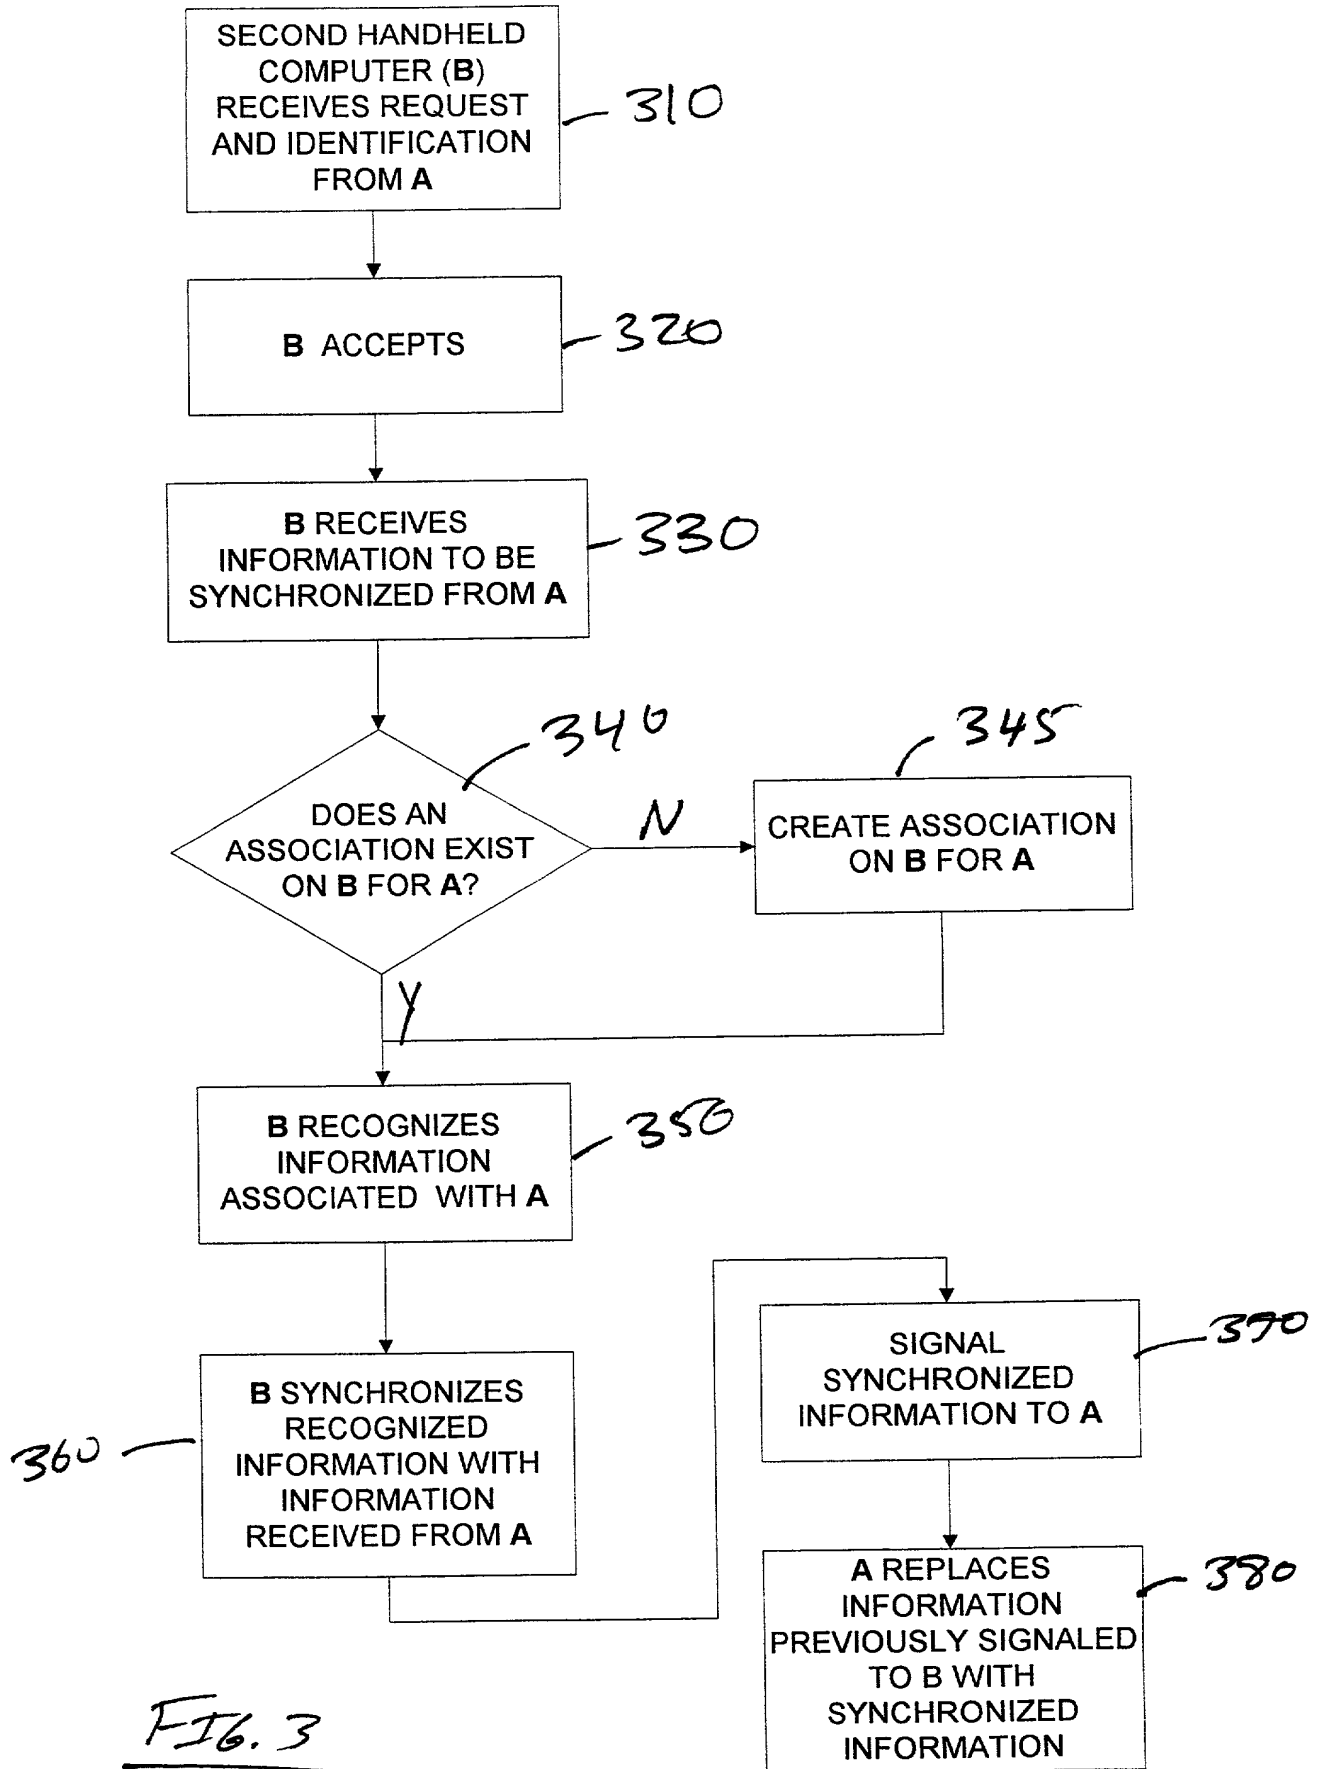 SECOND HANDHELD
COMPUTER (B)
RECEIVES REQUEST
AND IDENTIFICATION
FROM A
310
B ACCEPTS
320
B RECEIVES
INFORMATION TO BE
SYNCHRONIZED FROM A
330
340
DOES AN
ASSOCIATION EXIST
ON B FOR A?
N
345
CREATE ASSOCIATION
ON B FOR A
Y
B RECOGNIZES
INFORMATION
ASSOCIATED WITH A
350
360
B SYNCHRONIZES
RECOGNIZED
INFORMATION WITH
INFORMATION
RECEIVED FROM A
SIGNAL
SYNCHRONIZED
INFORMATION TO A
370
A REPLACES
INFORMATION
PREVIOUSLY SIGNALED
TO B WITH
SYNCHRONIZED
INFORMATION
380
FIG. 3